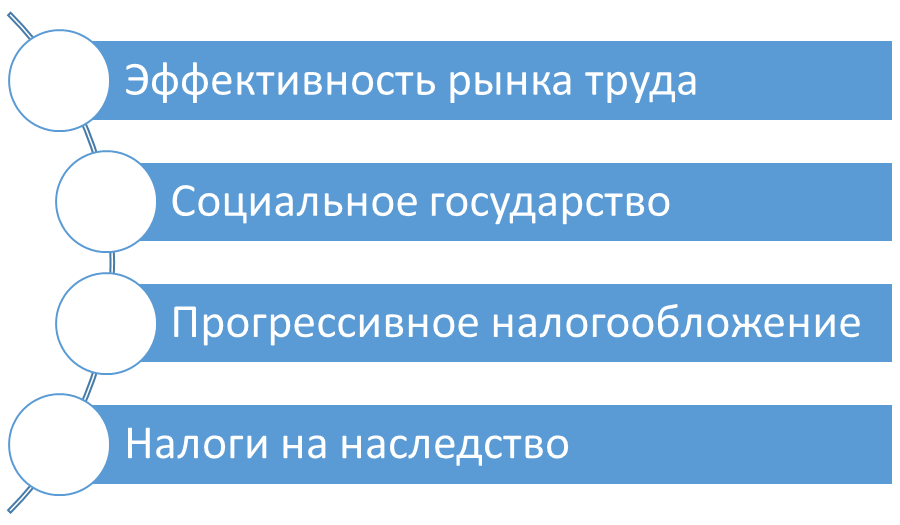 Эффективность рынка труда
Социальное государство
Прогрессивное налогообложение
Налоги на наследство